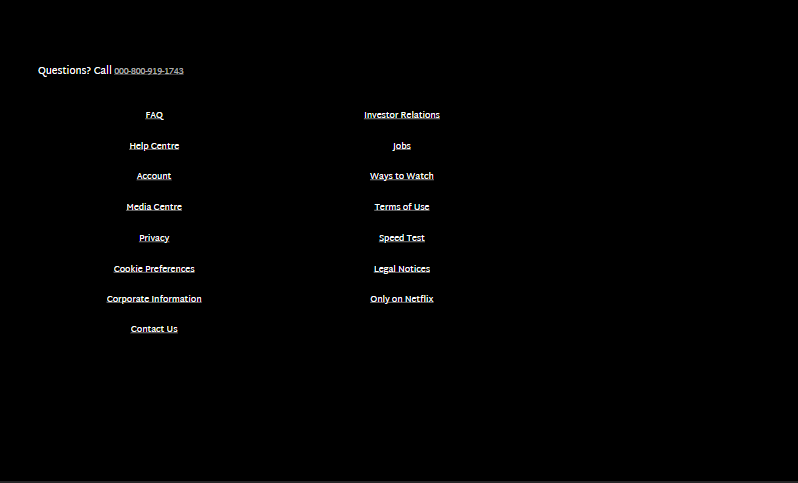 Questions? Call 000-800-919-1743
FAQ
Investor Relations
Help Centre
Jobs
Account
Ways to Watch
Media Centre
Terms of Use
Privacy
Speed Test
Cookie Preferences
Legal Notices
Corporate Information
Only on Netflix
Contact Us